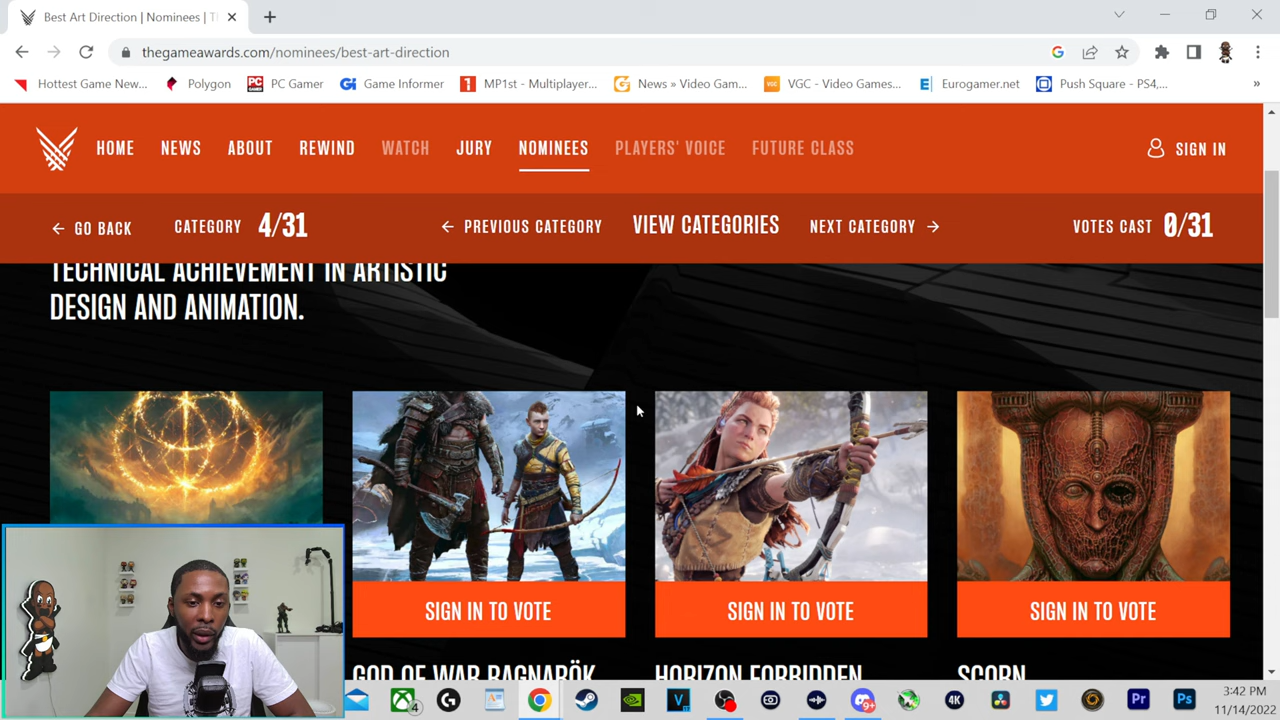 Best Art Direction | Nominees | T
thegameawards.com/nominees/best-art-direction
Hottest Game New... Polygon PC Gamer Game Informer MP1st - Multiplayer... News » Video Gam... VGC - Video Games... Eurogamer.net Push Square - PS4,... »
HOME NEWS ABOUT REWIND WATCH JURY NOMINEES PLAYERS' VOICE FUTURE CLASS SIGN IN
GO BACK CATEGORY 4/31 PREVIOUS CATEGORY VIEW CATEGORIES NEXT CATEGORY VOTES CAST 0/31
TECHNICAL ACHIEVEMENT IN ARTISTIC
DESIGN AND ANIMATION.
SIGN IN TO VOTE SIGN IN TO VOTE SIGN IN TO VOTE
GOD OF WAR RAGNARÖK HORIZON FORBIDDEN SCORN
3:42 PM
11/14/2022